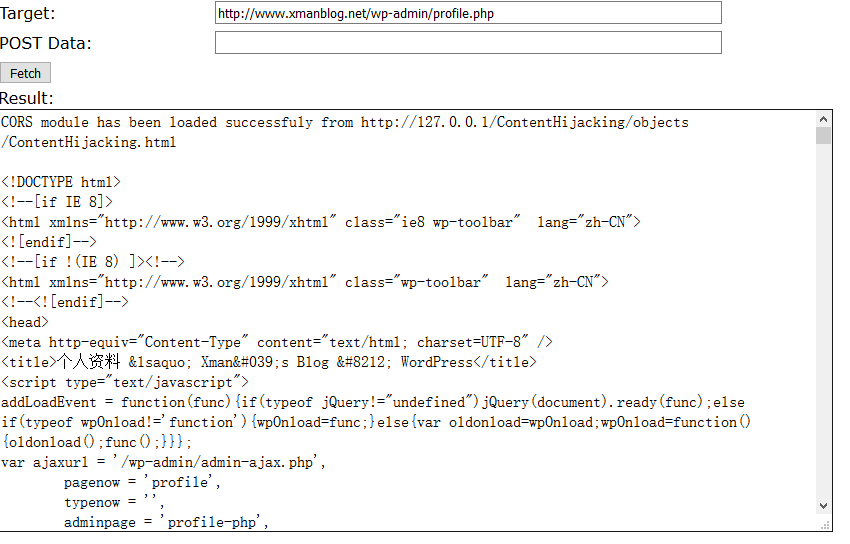 Target: http://www.xmanblog.net/wp-admin/profile.php
POST Data:
Fetch
Result:
CORS module has been loaded successfuly from http://127.0.0.1/ContentHijacking/objects
/ContentHijacking.html

<!DOCTYPE html>
<!--[if IE 8]>
<html xmlns="http://www.w3.org/1999/xhtml" class="ie8 wp-toolbar"  lang="zh-CN">
<![endif]-->
<!--[if !(IE 8) ]><!-->
<html xmlns="http://www.w3.org/1999/xhtml" class="wp-toolbar"  lang="zh-CN">
<!--<![endif]-->
<head>
<meta http-equiv="Content-Type" content="text/html; charset=UTF-8" />
<title>个人资料 &lsaquo; Xman&#039;s Blog &#8212; WordPress</title>
<script type="text/javascript">
addLoadEvent = function(func){if(typeof jQuery!="undefined")jQuery(document).ready(func);else
if(typeof wpOnload!='function'){wpOnload=func;}else{var oldonload=wpOnload;wpOnload=function()
{oldonload();func();}}};
var ajaxurl = '/wp-admin/admin-ajax.php',
        pagenow = 'profile',
        typenow = '',
        adminpage = 'profile-php',